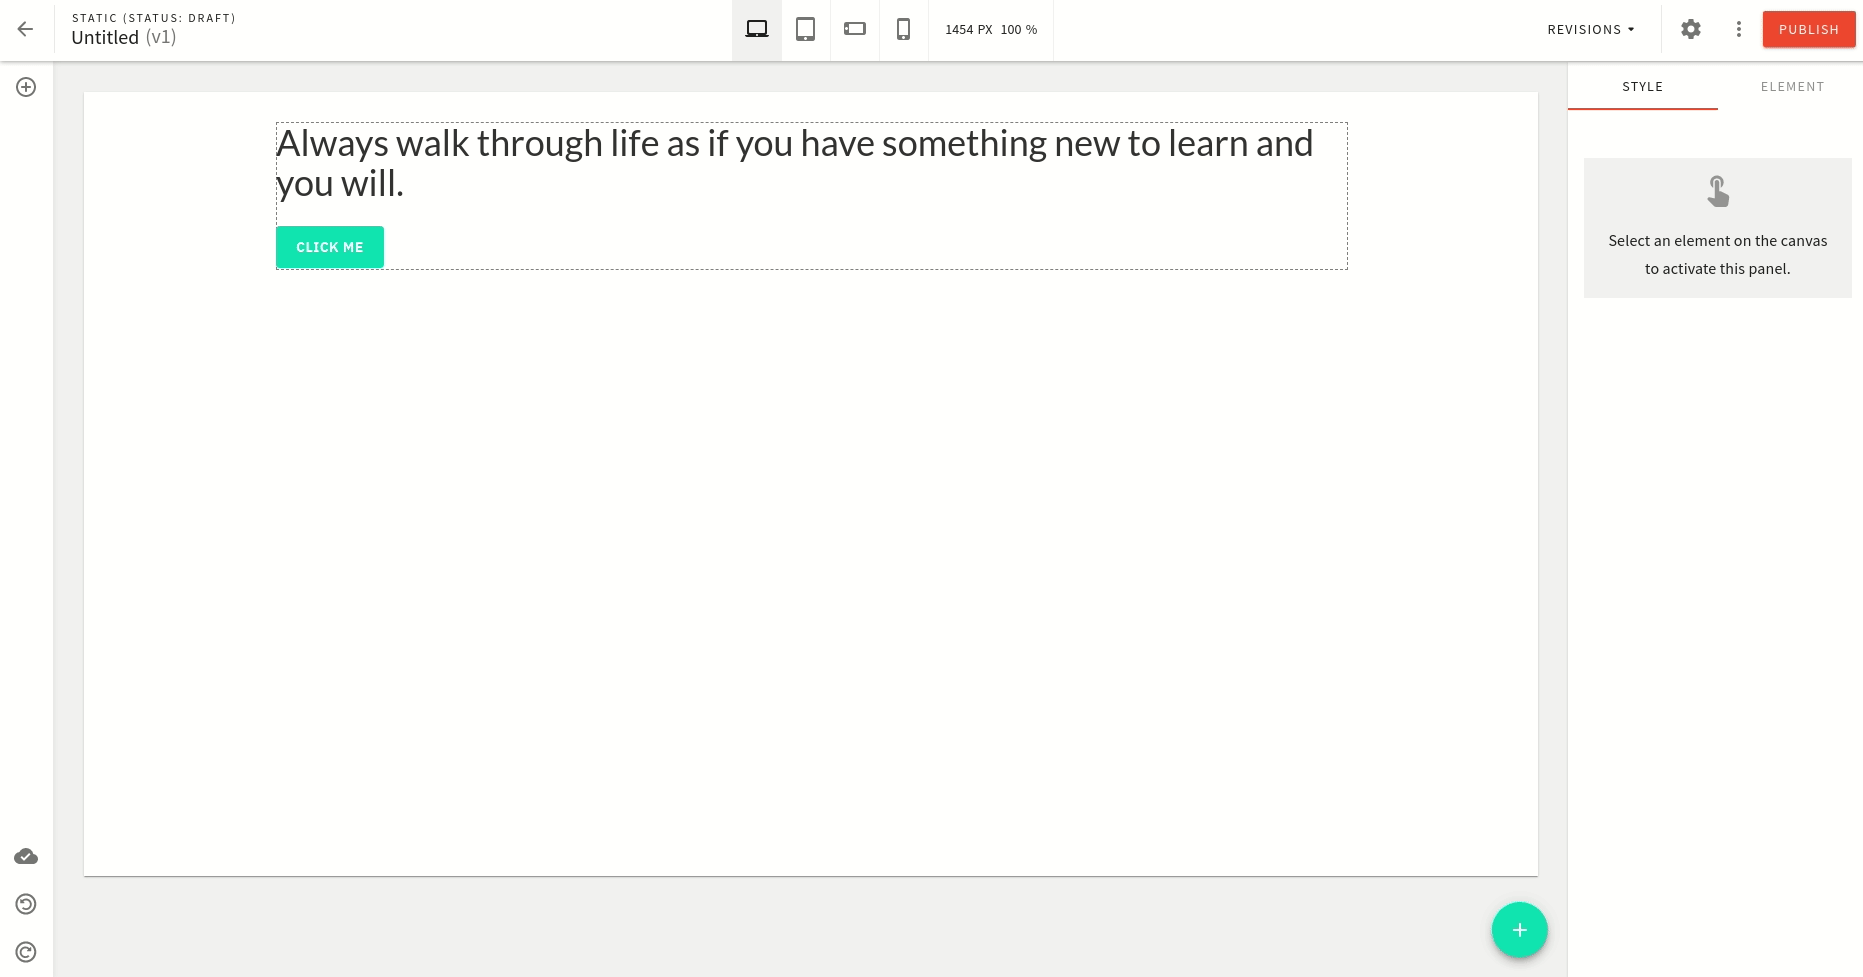 STATIC (STATUS: DRAFT)
Untitled (v1)
1454 PX 100 %
REVISIONS
PUBLISH
STYLE
ELEMENT
Always walk through life as if you have something new to learn and
you will.
CLICK ME
Select an element on the canvas
to activate this panel.